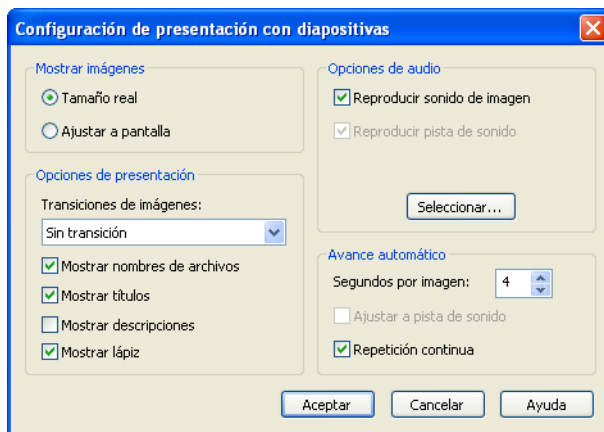 Configuración de presentación con diapositivas
Mostrar imágenes
Tamaño real
Ajustar a pantalla
Opciones de presentación
Transiciones de imágenes:
Sin transición
Mostrar nombres de archivos
Mostrar títulos
Mostrar descripciones
Mostrar lápiz
Opciones de audio
Reproducir sonido de imagen
Reproducir pista de sonido
Seleccionar...
Avance automático
Segundos por imagen: 4
Ajustar a pista de sonido
Repetición continua
Aceptar Cancelar Ayuda